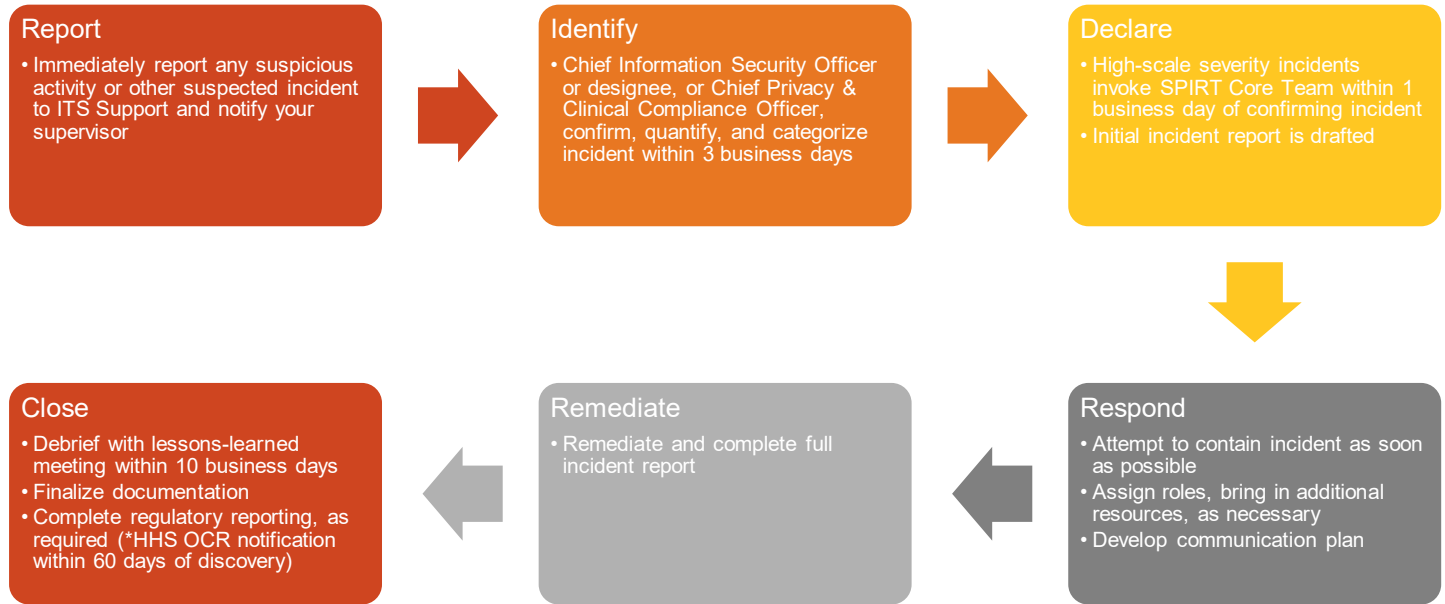 Report
• Immediately report any suspicious
activity or other suspected incident
to ITS Support and notify your
supervisor
Identify
• Chief Information Security Officer
or designee, or Chief Privacy &
Clinical Compliance Officer,
confirm, quantify, and categorize
incident within 3 business days
Declare
• High-scale severity incidents
invoke SPIRT Core Team within 1
business day of confirming incident
• Initial incident report is drafted
Respond
• Attempt to contain incident as soon
as possible
• Assign roles, bring in additional
resources, as necessary
• Develop communication plan
Remediate
• Remediate and complete full
incident report
Close
• Debrief with lessons-learned
meeting within 10 business days
• Finalize documentation
• Complete regulatory reporting, as
required (*HHS OCR notification
within 60 days of discovery)